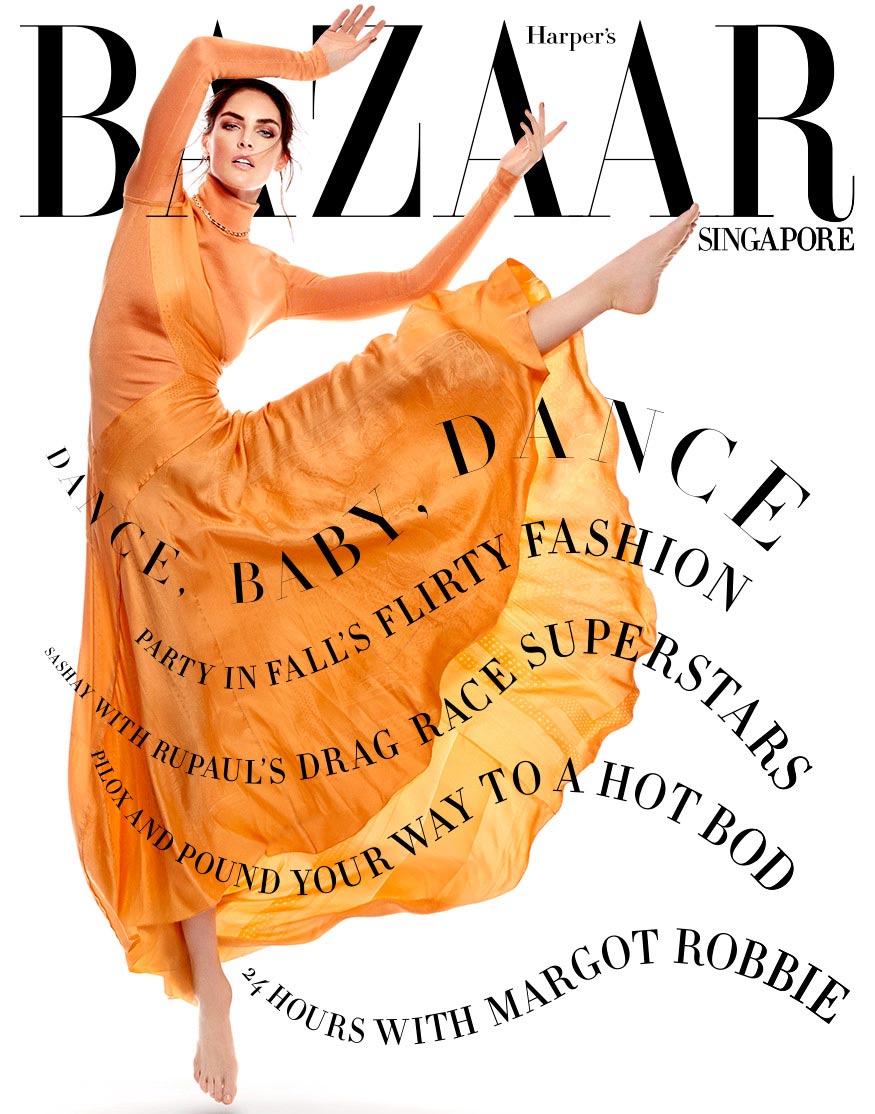 Harper's
BAZAAR
SINGAPORE
DANCE, BABY, DANCE
PARTY IN FALL'S FLIRTY FASHION
SASHAY WITH RUPAUL'S DRAG RACE SUPERSTARS
PILOX AND POUND YOUR WAY TO A HOT BOD
24 HOURS WITH MARGOT ROBBIE